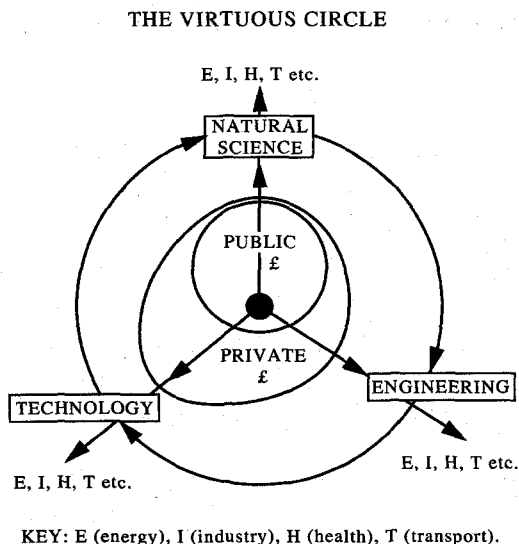 THE VIRTUOUS CIRCLE
E, I, H, T etc.
NATURAL
SCIENCE
PUBLIC
£
PRIVATE
£
ENGINEERING
TECHNOLOGY
E, I, H, T etc.
E, I, H, T etc.
KEY: E (energy), I (industry), H (health), T (transport).